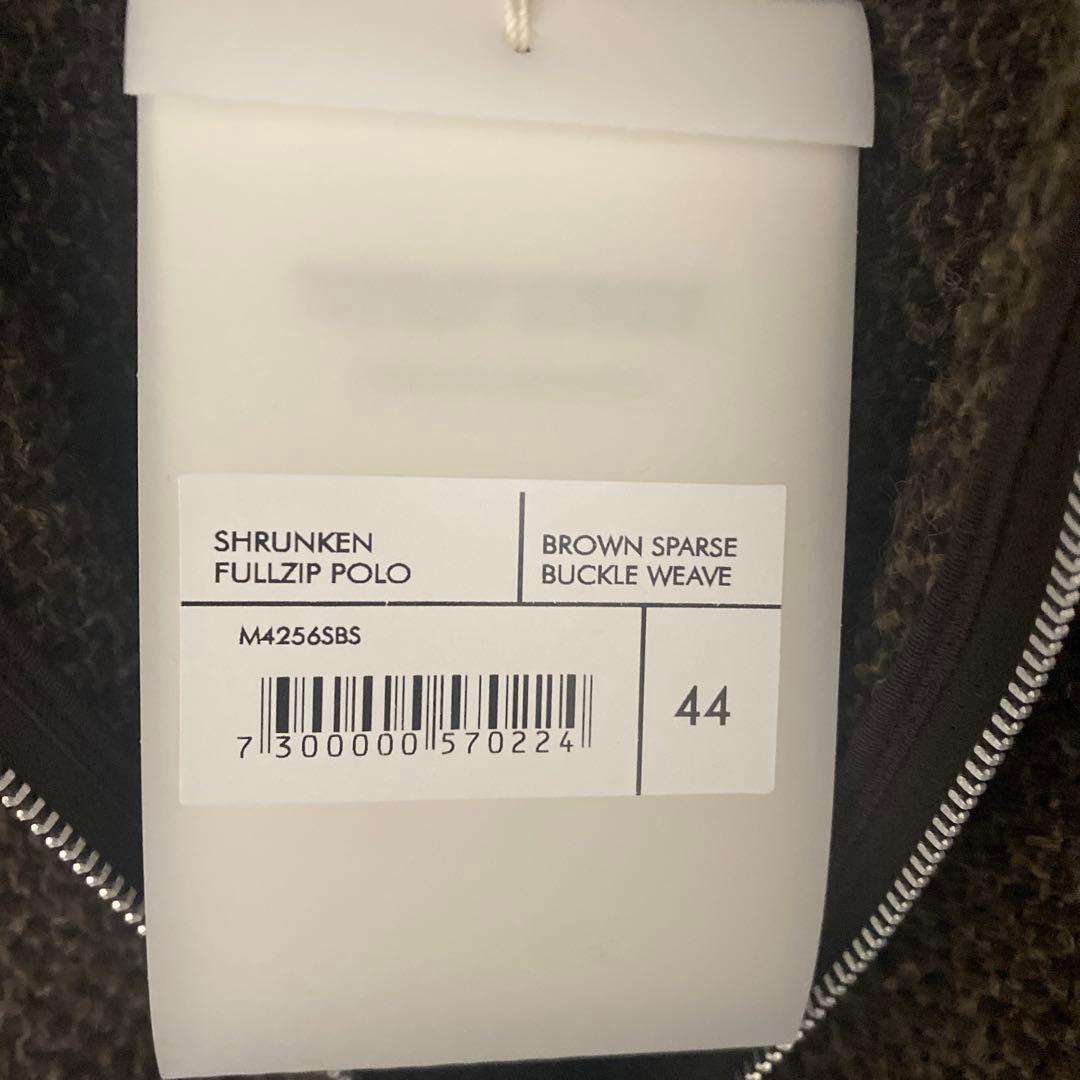 SHRUNKEN
FULLZIP POLO
BROWN SPARSE
BUCKLE WEAVE
M4256SBS
7 300000 570224
44